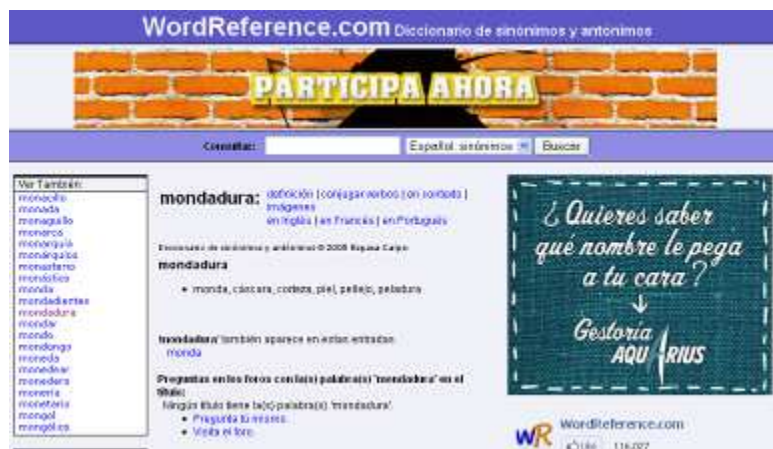 WordReference.com Diccionario de sinónimos y antónimos
PARTICIPA AHORA
Consultar: Español: sinónimos Buscar
Ver También:
monacillo
monada
monaguillo
monarca
monarquía
monárquico
monasterio
monástico
monda
mondadientes
mondadura
mondar
mondo
mondongo
moneda
monedear
monedero
monería
monetario
mongol
mongólico
mondadura: definición | conjugar verbos | en contexto |
imágenes
en Inglés | en Francés | en Portugués
Diccionario de sinónimos y antónimos © 2005 Espasa-Calpe:
mondadura
• monda, cáscara, corteza, piel, pellejo, peladura
'mondadura' también aparece en estas entradas
monda
Preguntas en los foros con la(s) palabra(s) 'mondadura' en el
título:
Ningún título tiene la(s) palabra(s) 'mondadura'.
• Pregunta tú mismo.
• Visita el foro.
¿Quieres saber
qué nombre le pega
a tu cara?
Gestoría
AQUARIUS
WR WordReference.com